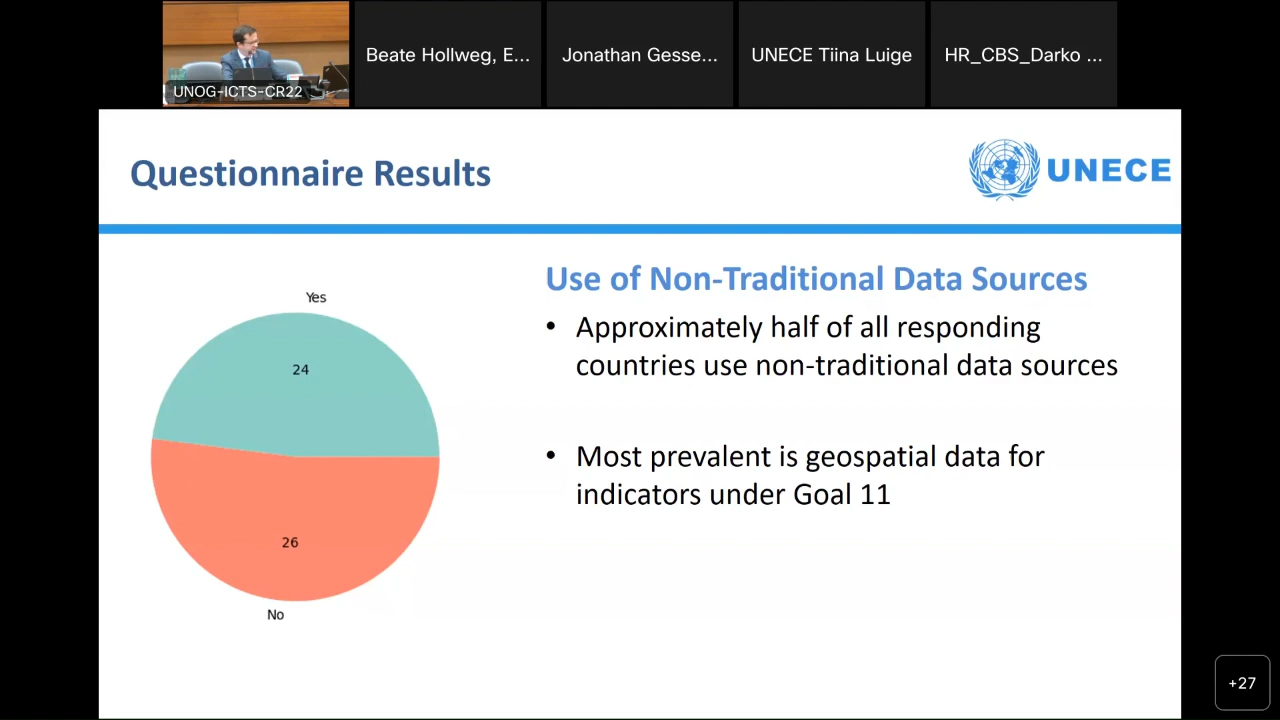 UNOG-ICTS-CR22
Beate Hollweg, E...
Jonathan Gesse...
UNECE Tiina Luige
HR_CBS_Darko ...
Questionnaire Results
UNECE
Yes
24
26
No
Use of Non-Traditional Data Sources
• Approximately half of all responding
countries use non-traditional data sources
• Most prevalent is geospatial data for
indicators under Goal 11
+27